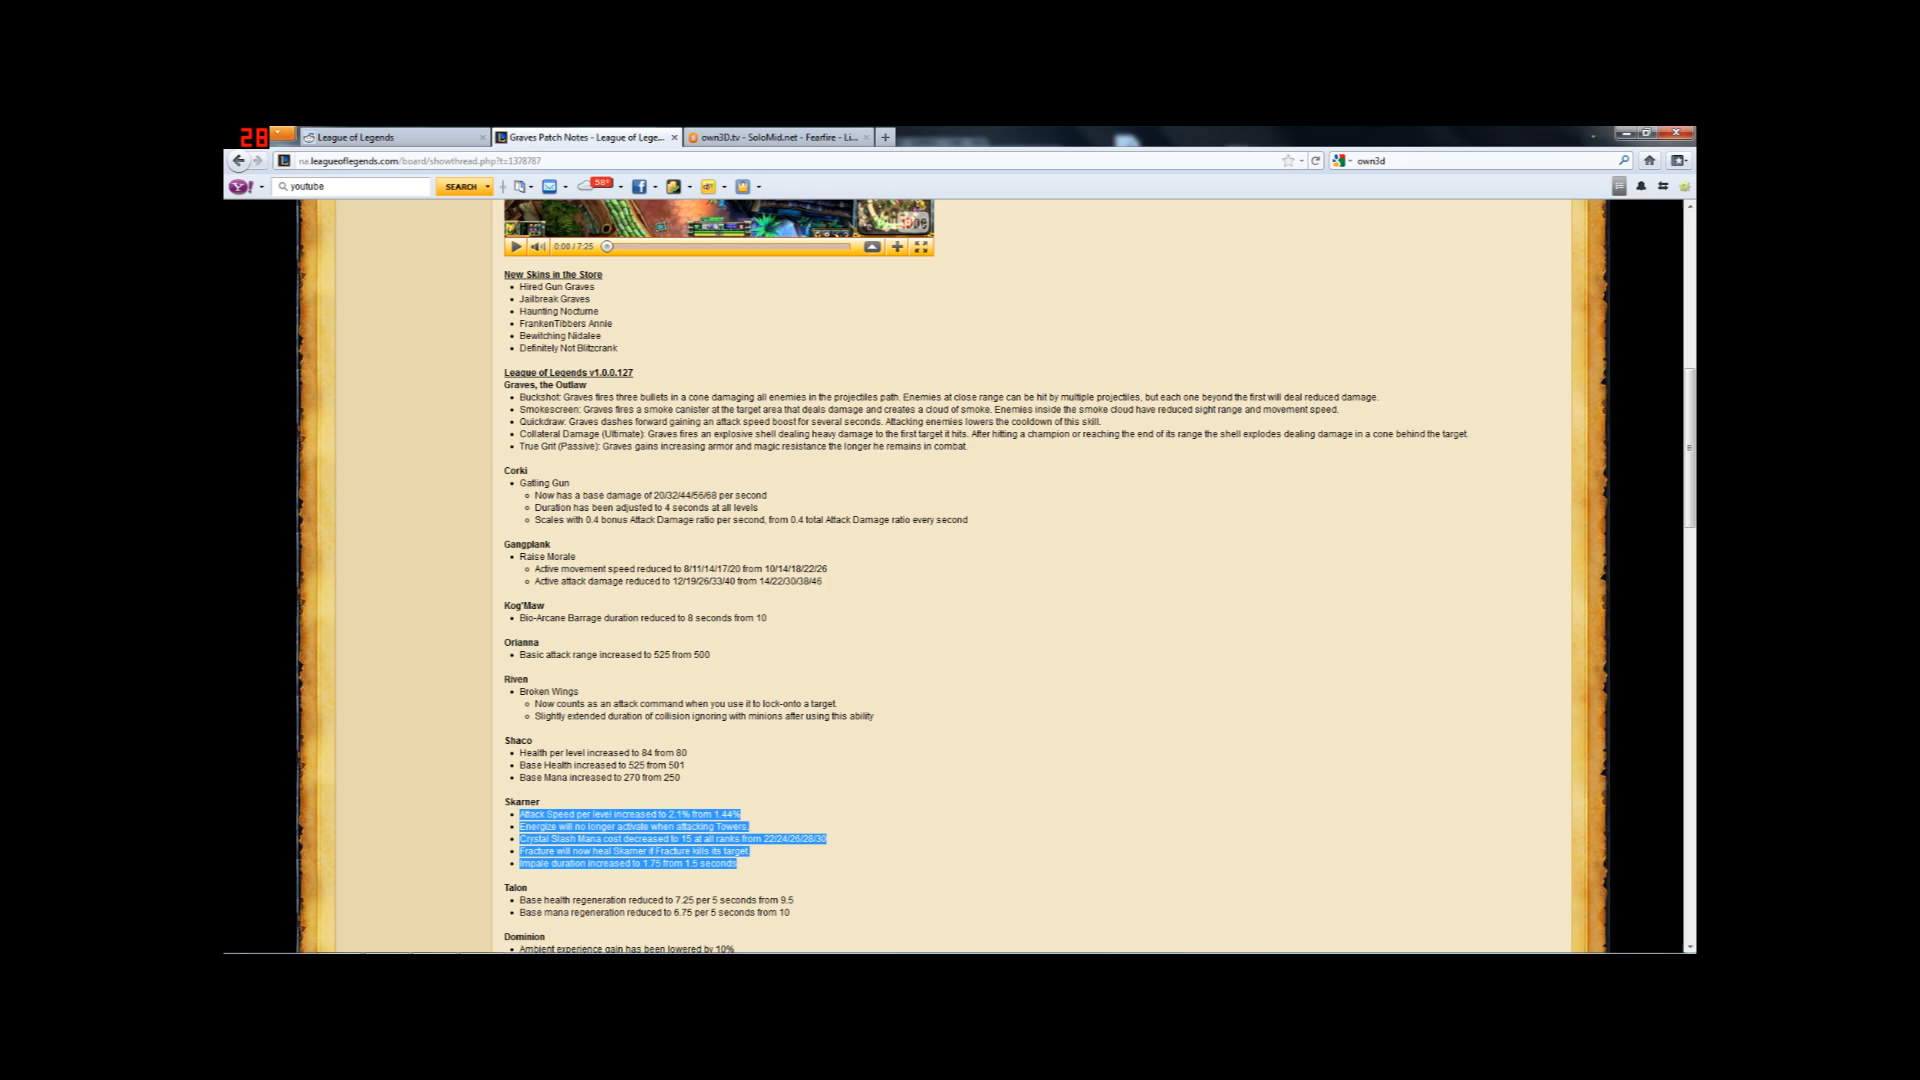 28
League of Legends
Graves Patch Notes - League of Lege...
own3D.tv - SoloMid.net - Fearfire - Li...
na.leagueoflegends.com/board/showthread.php?t=1378787
own3d
youtube
SEARCH
58°
0:00 / 7:25
New Skins in the Store
Hired Gun Graves
Jailbreak Graves
Haunting Nocturne
FrankenTibbers Annie
Bewitching Nidalee
Definitely Not Blitzcrank
League of Legends v1.0.0.127
Graves, the Outlaw
Buckshot: Graves fires three bullets in a cone damaging all enemies in the projectiles path. Enemies at close range can be hit by multiple projectiles, but each one beyond the first will deal reduced damage.
Smokescreen: Graves fires a smoke canister at the target area that deals damage and creates a cloud of smoke. Enemies inside the smoke cloud have reduced sight range and movement speed.
Quickdraw: Graves dashes forward gaining an attack speed boost for several seconds. Attacking enemies lowers the cooldown of this skill.
Collateral Damage (Ultimate): Graves fires an explosive shell dealing heavy damage to the first target it hits. After hitting a champion or reaching the end of its range the shell explodes dealing damage in a cone behind the target.
True Grit (Passive): Graves gains increasing armor and magic resistance the longer he remains in combat.
Corki
Gatling Gun
Now has a base damage of 20/32/44/56/68 per second
Duration has been adjusted to 4 seconds at all levels
Scales with 0.4 bonus Attack Damage ratio per second, from 0.4 total Attack Damage ratio every second
Gangplank
Raise Morale
Active movement speed reduced to 8/11/14/17/20 from 10/14/18/22/26
Active attack damage reduced to 12/19/26/33/40 from 14/22/30/38/46
Kog'Maw
Bio-Arcane Barrage duration reduced to 8 seconds from 10
Orianna
Basic attack range increased to 525 from 500
Riven
Broken Wings
Now counts as an attack command when you use it to lock-onto a target.
Slightly extended duration of collision ignoring with minions after using this ability
Shaco
Health per level increased to 84 from 80
Base Health increased to 525 from 501
Base Mana increased to 270 from 250
Skarner
Attack Speed per level increased to 2.1% from 1.44%
Energize will no longer activate when attacking Towers.
Crystal Slash Mana cost decreased to 15 at all ranks from 22/24/26/28/30
Fracture will now heal Skarner if Fracture kills its target.
Impale duration increased to 1.75 from 1.5 seconds
Talon
Base health regeneration reduced to 7.25 per 5 seconds from 9.5
Base mana regeneration reduced to 6.75 per 5 seconds from 10
Dominion
Ambient experience gain has been lowered by 10%